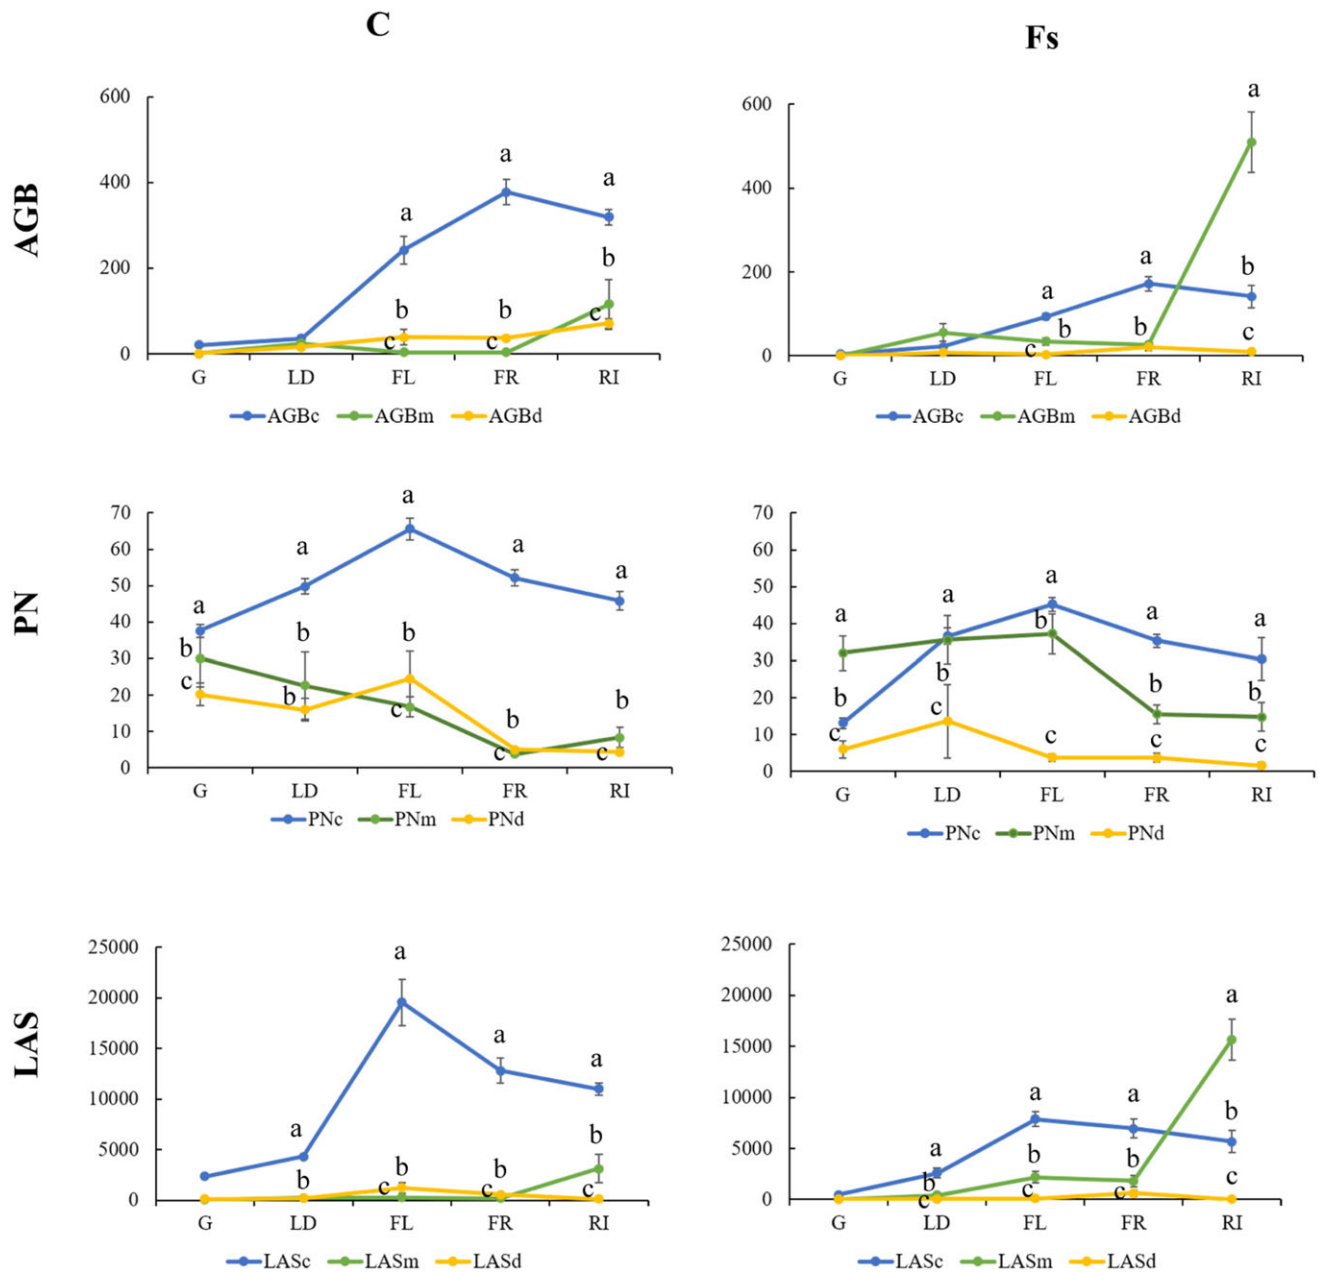 C
Fs
AGB
600
400
200
0
a
a
a
b
b
b
c
c
c
G LD FL FR RI
AGBc AGBm AGBd
600
400
200
0
a
a
a
b
b
b
c
c
G LD FL FR RI
AGBc AGBm AGBd
PN
70
60
50
40
30
20
10
0
a
a
a
a
a
b
b
b
b
b
b
c
c
c
c
G LD FL FR RI
PNc PNm PNd
70
60
50
40
30
20
10
0
a
a
a
a
a
b
b
b
b
b
c
c
c
c
c
G LD FL FR RI
PNc PNm PNd
LAS
25000
20000
15000
10000
5000
0
a
a
a
a
b
b
b
b
c
c
c
G LD FL FR RI
LASc LASm LASd
25000
20000
15000
10000
5000
0
a
a
a
a
b
b
b
b
c
c
c
c
G LD FL FR RI
LASc LASm LASd